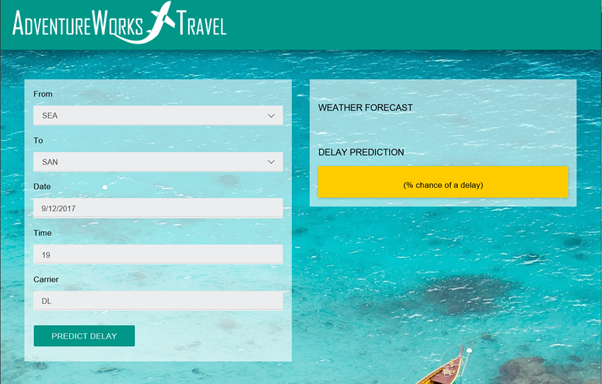 ADVENTUREWORKS TRAVEL
From
SEA
To
SAN
Date
9/12/2017
Time
19
Carrier
DL
PREDICT DELAY
WEATHER FORECAST
DELAY PREDICTION
(% chance of a delay)